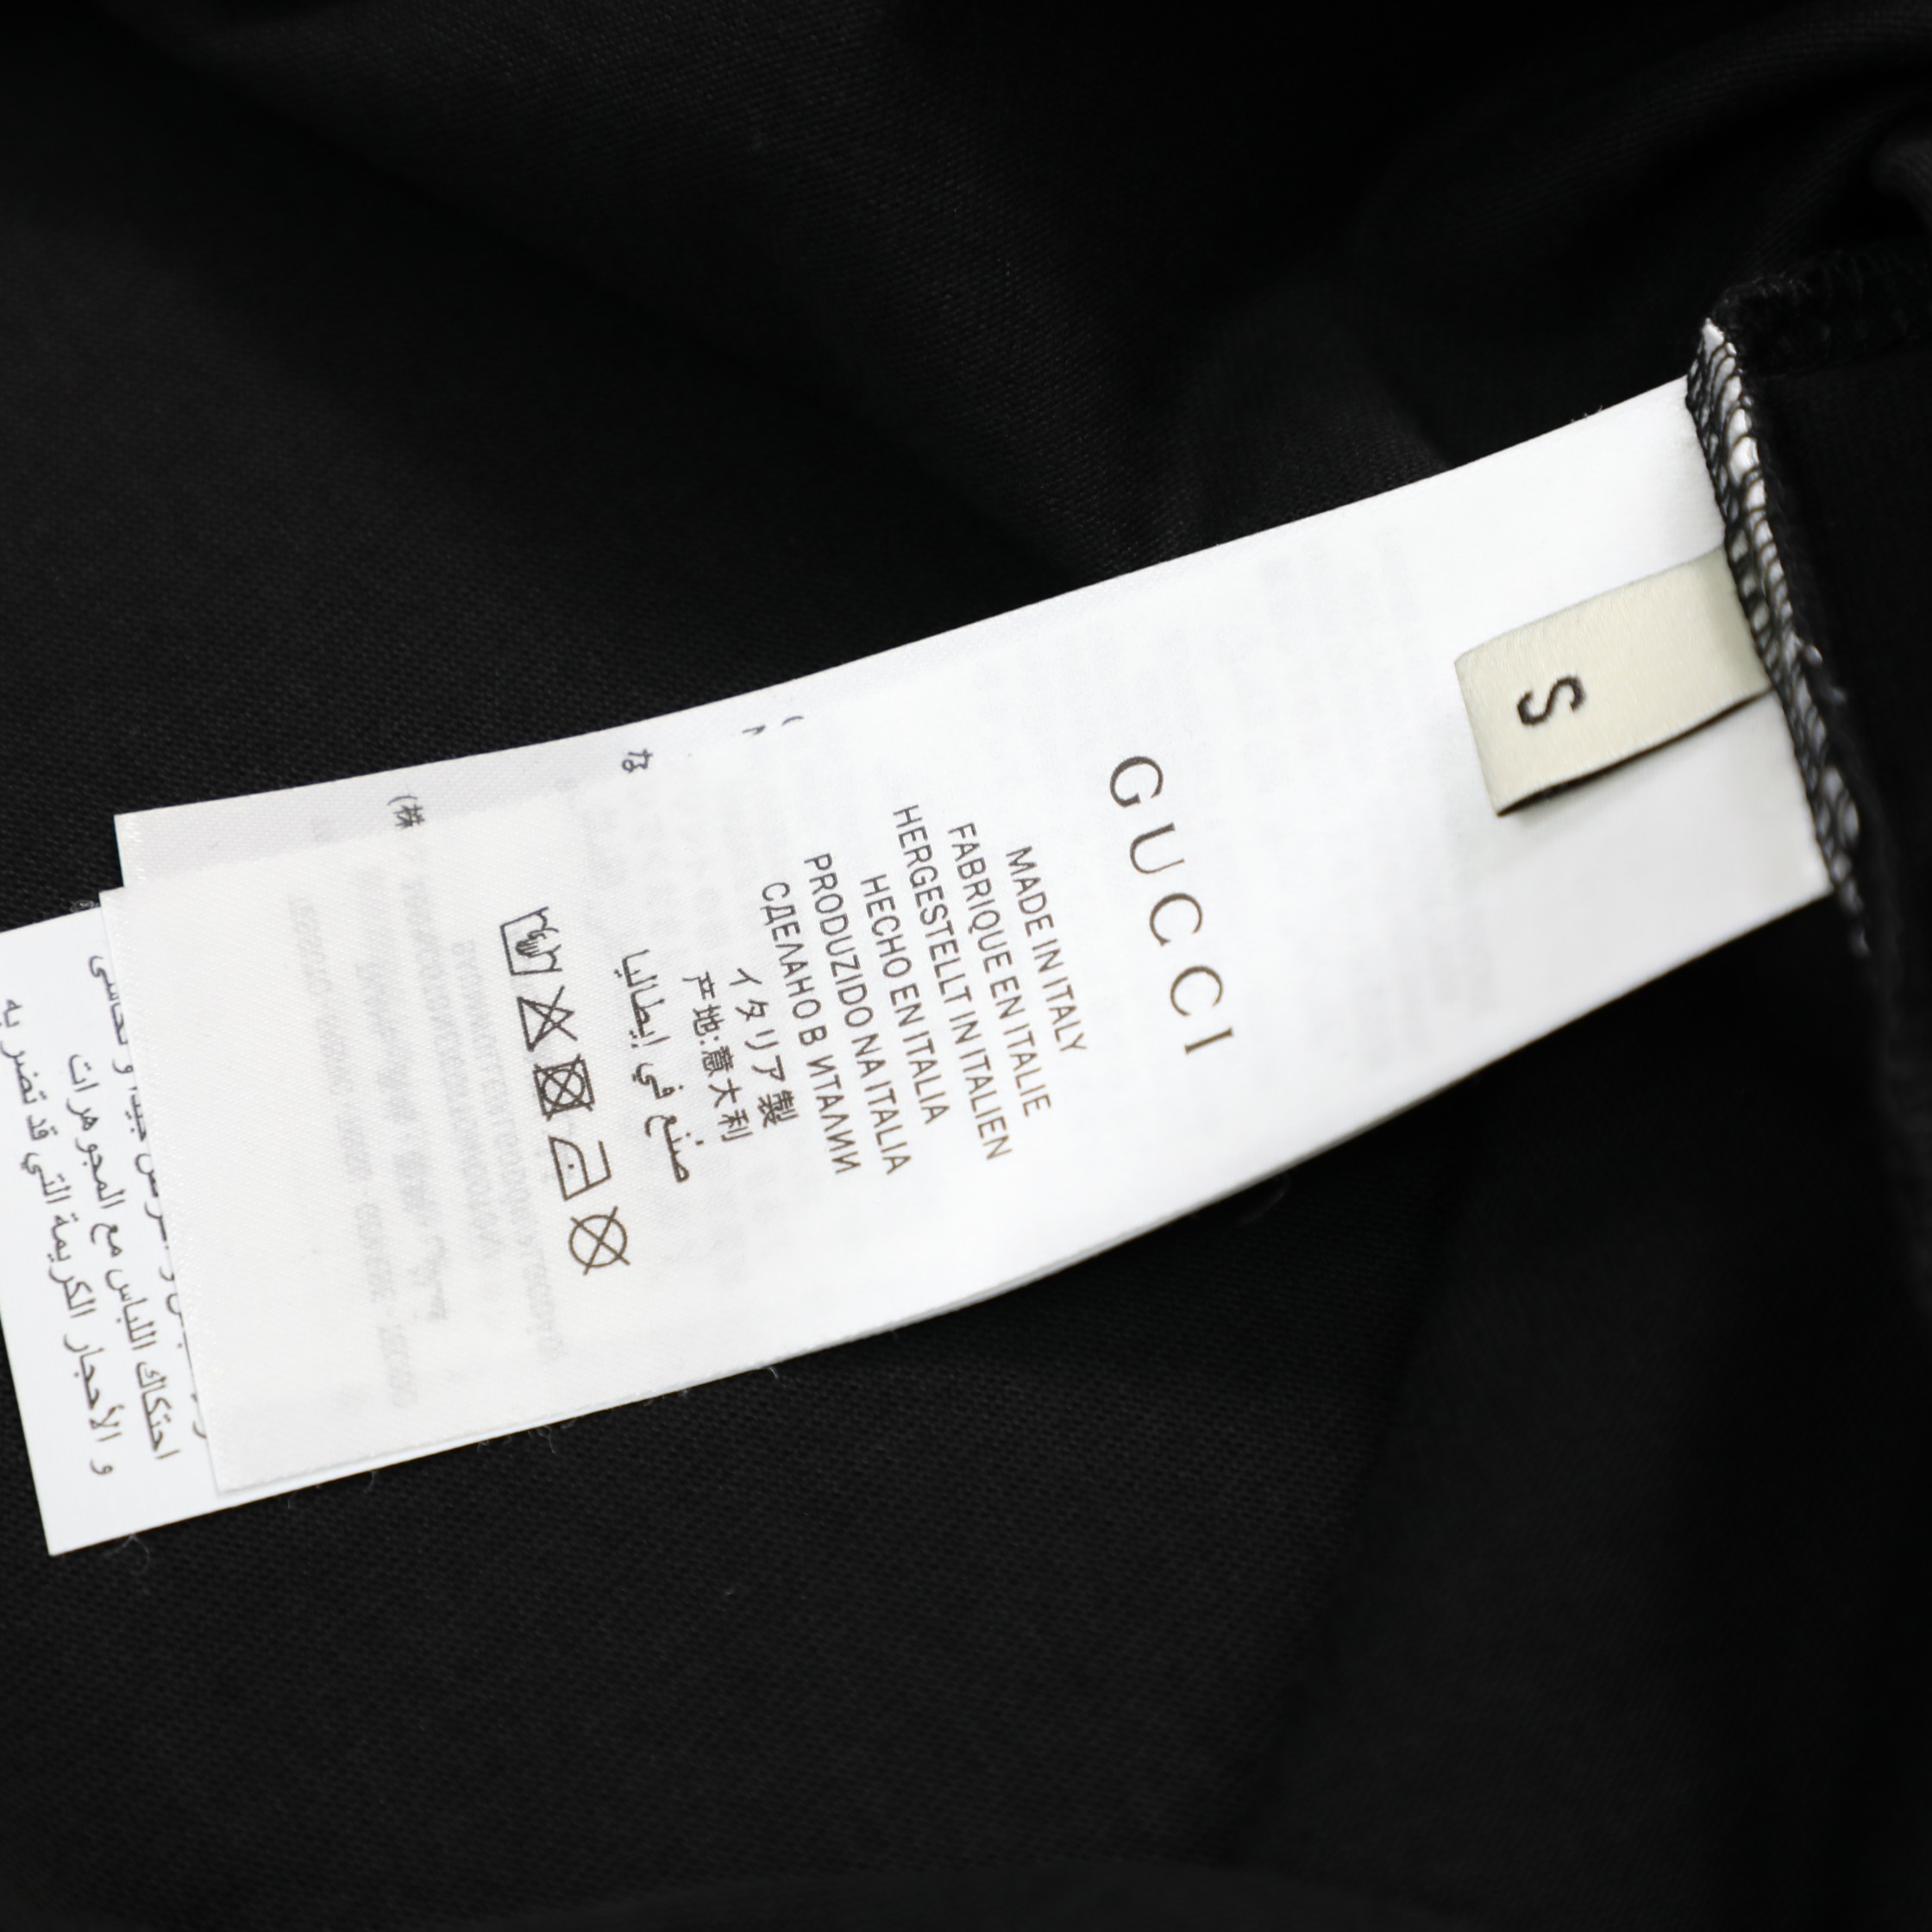 S
GUCCI
MADE IN ITALY
FABRIQUE EN ITALIE
HERGESTELLT IN ITALIEN
HECHO EN ITALIA
PRODUZIDO NA ITALIA
СДЕЛАНО В ИТАЛИИ
イタリア製
产地:意大利
صنع في إيطاليا
な
(株
احتكاك اللباس مع المجوهرات
و الأحجار الكريمة التي قد تضر به